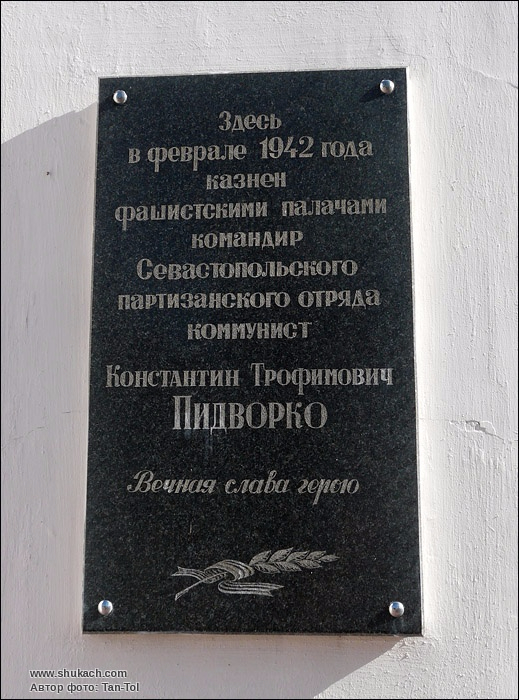 Здесь
в феврале 1942 года
казнен
фашистскими палачами
командир
Севастопольского
партизанского отряда
коммунист
Константин Трофимович
Пидворко
Вечная слава герою
www.shukach.com
Автор фото: Tan-Tol